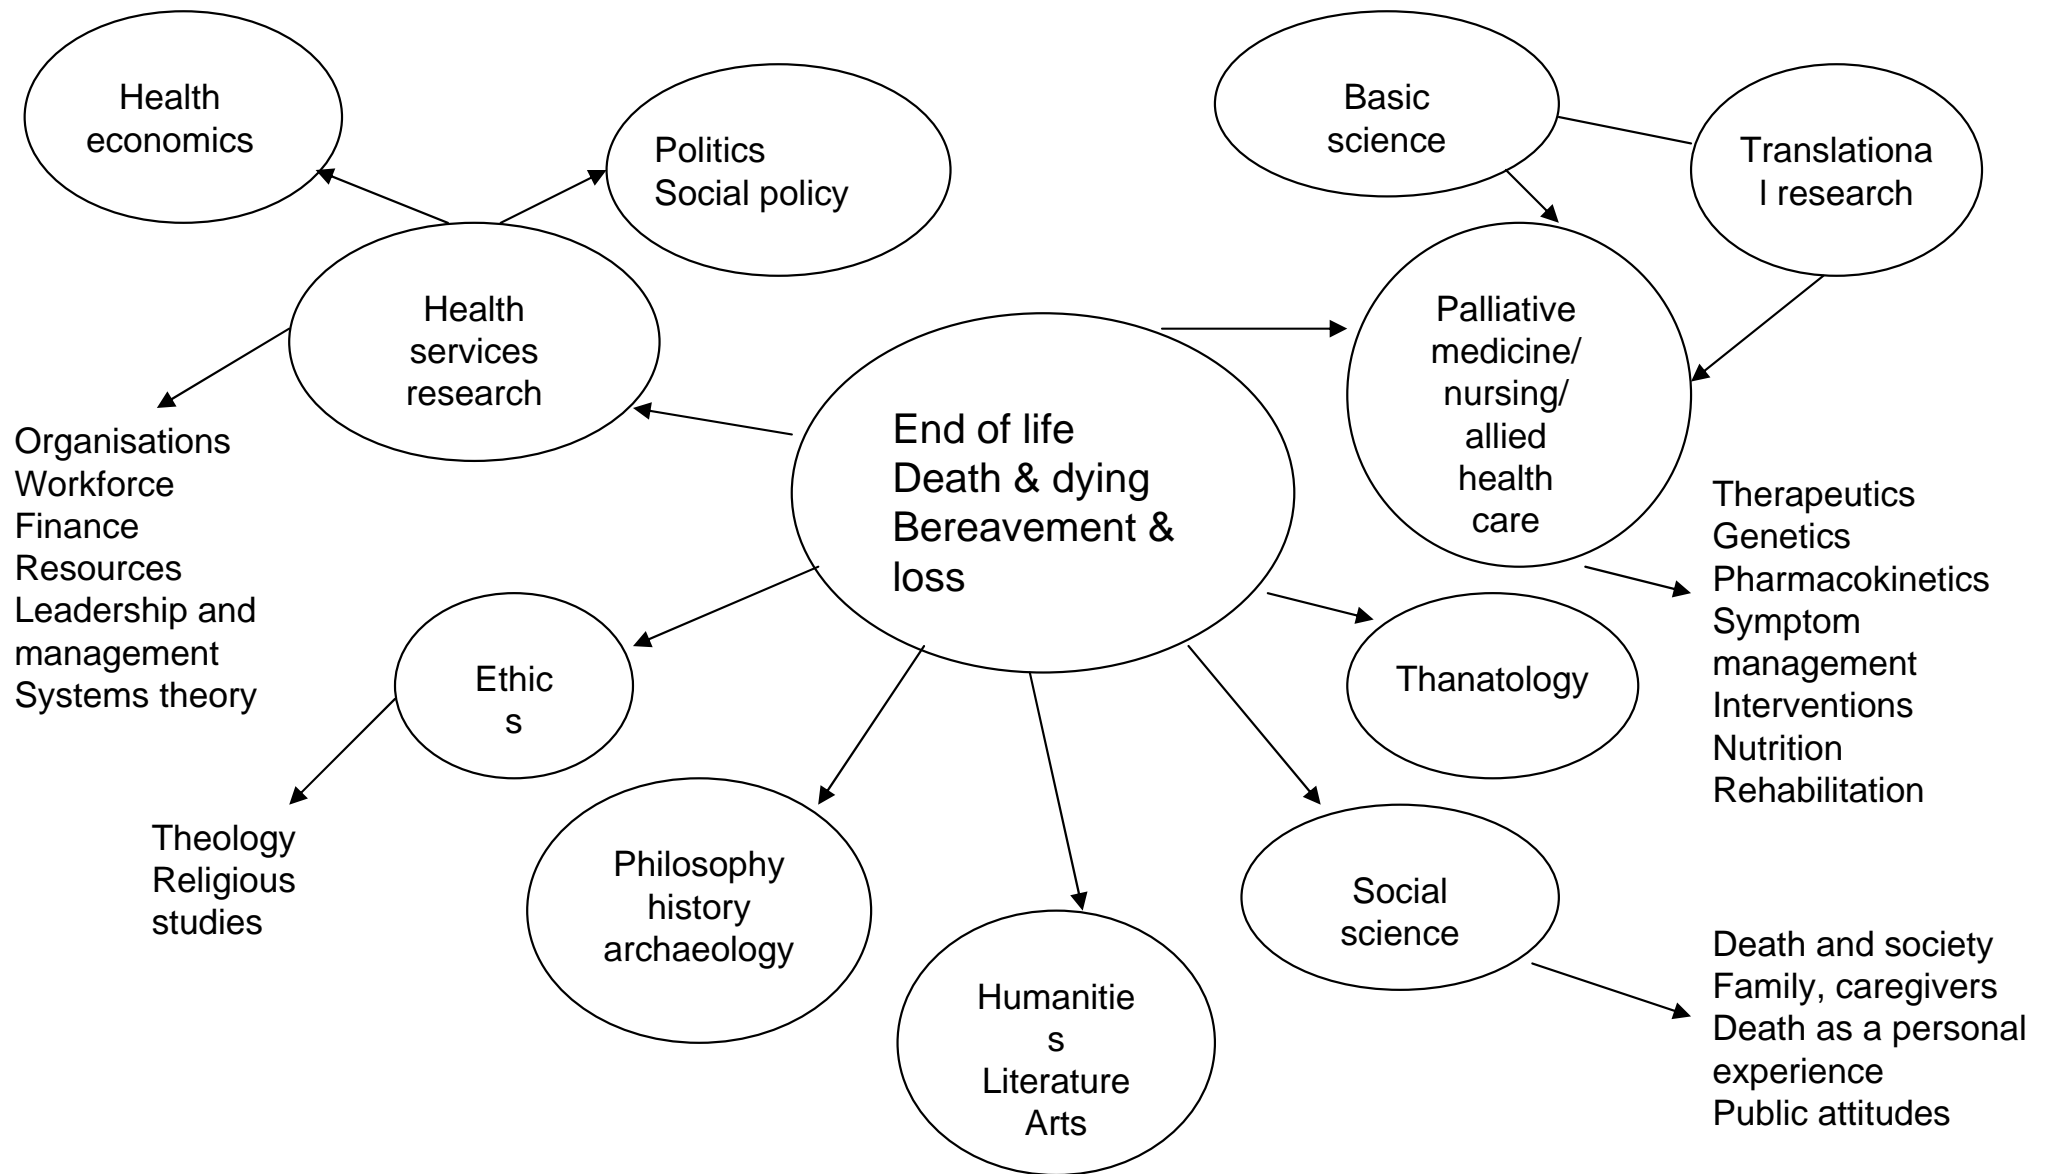 Health
economics
Politics
Social policy
Basic
science
Translationa
l research
Health
services
research
Palliative
medicine/
nursing/
allied
health
care
End of life
Death & dying
Bereavement &
loss
Organisations
Workforce
Finance
Resources
Leadership and
management
Systems theory
Therapeutics
Genetics
Pharmacokinetics
Symptom
management
Interventions
Nutrition
Rehabilitation
Ethic
s
Thanatology
Theology
Religious
studies
Philosophy
history
archaeology
Humanitie
s
Literature
Arts
Social
science
Death and society
Family, caregivers
Death as a personal
experience
Public attitudes